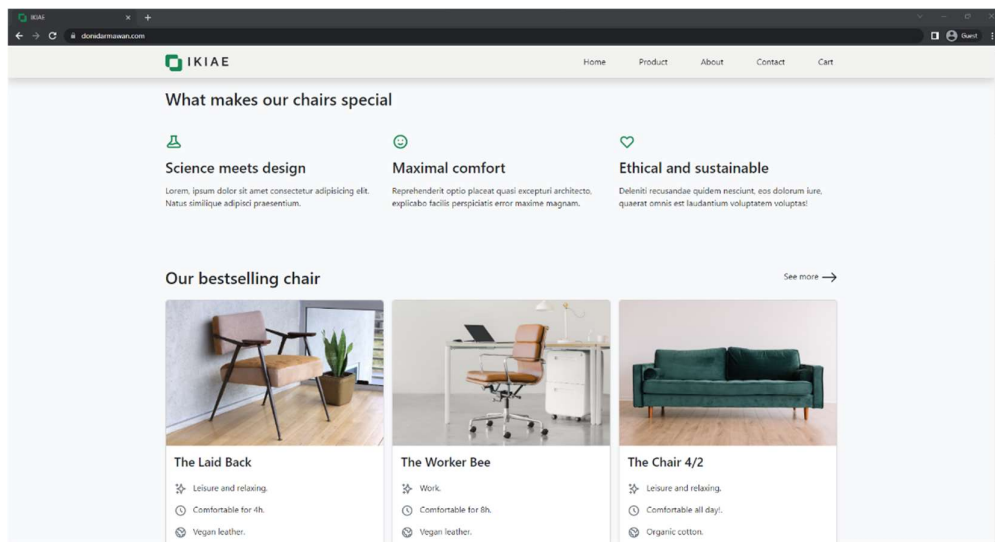 IKIAE
donidarmawan.com
Guest
IKIAE
Home Product About Contact Cart
What makes our chairs special
Science meets design
Lorem, ipsum dolor sit amet consectetur adipisicing elit.
Natus similique adipisci praesentium.
Maximal comfort
Reprehenderit optio placeat quasi excepturi architecto,
explicabo facilis perspiciatis error maxime magnam.
Ethical and sustainable
Deleniti recusandae quidem nesciunt, eos dolorum iure,
quaerat omnis est laudantium voluptatem voluptas!
Our bestselling chair
See more
The Laid Back
Leisure and relaxing.
Comfortable for 4h.
Vegan leather.
The Worker Bee
Work.
Comfortable for 8h.
Vegan leather.
The Chair 4/2
Leisure and relaxing.
Comfortable all day!.
Organic cotton.